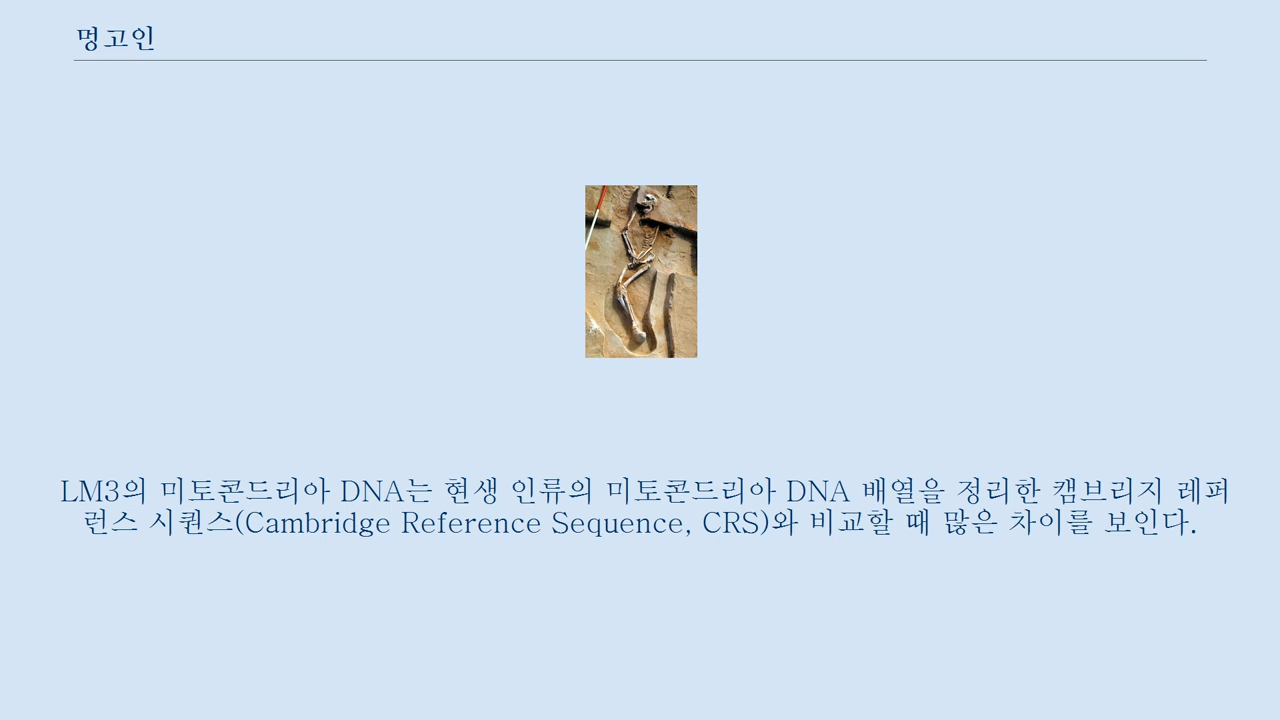 멍고인
LM3의 미토콘드리아 DNA는 현생 인류의 미토콘드리아 DNA 배열을 정리한 캠브리지 레퍼
런스 시퀀스(Cambridge Reference Sequence, CRS)와 비교할 때 많은 차이를 보인다.